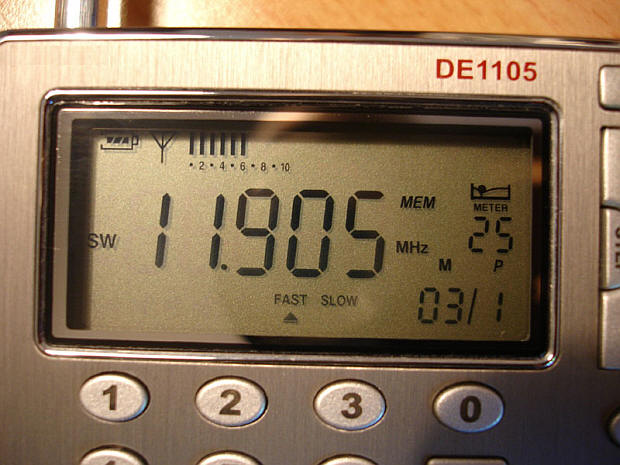 DE1105
• 2 • 4 • 6 • 8 • 10
MEM
METER
SW 11.905 MHz 25
M P
FAST SLOW
03/1
1 2 3 0